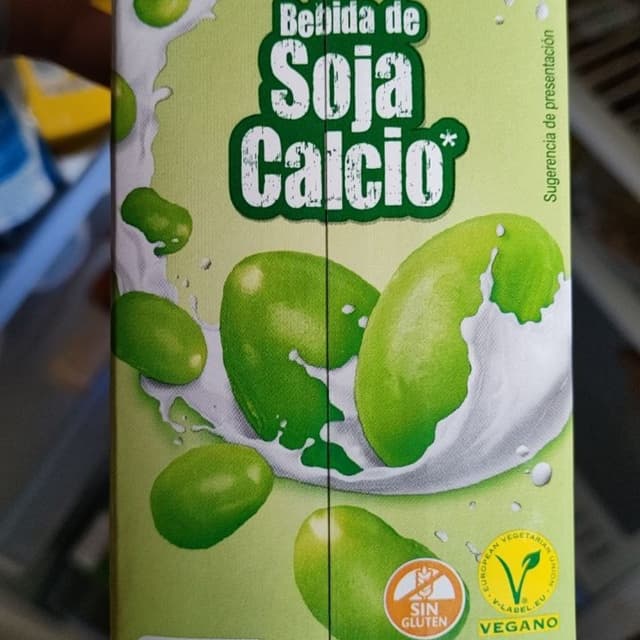 Bebida de
Soja
Calcio*
Sugerencia de presentación
SIN
GLUTEN
EUROPEAN VEGETARIAN UNION
V-LABEL.EU
VEGANO